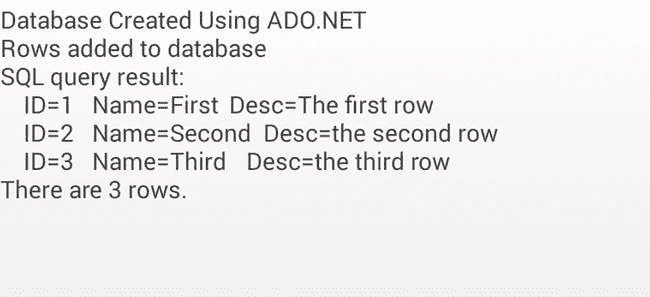 Database Created Using ADO.NET
Rows added to database
SQL query result:
ID=1 Name=First Desc=The first row
ID=2 Name=Second Desc=the second row
ID=3 Name=Third Desc=the third row
There are 3 rows.